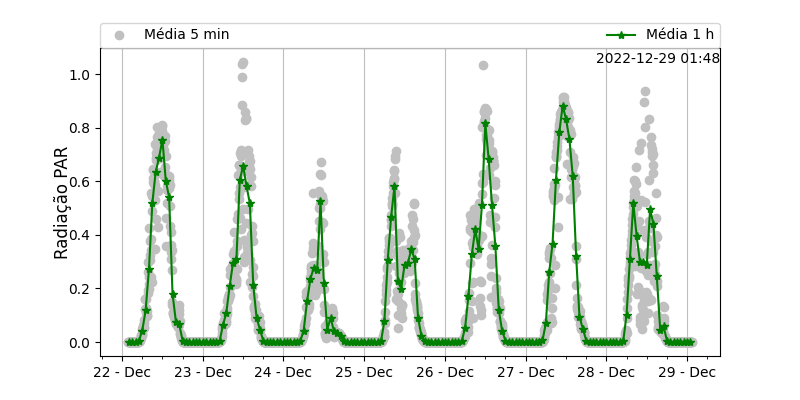 Média 5 min
Média 1 h
2022-12-29 01:48
Radiação PAR
1.0
0.8
0.6
0.4
0.2
0.0
22 - Dec
23 - Dec
24 - Dec
25 - Dec
26 - Dec
27 - Dec
28 - Dec
29 - Dec